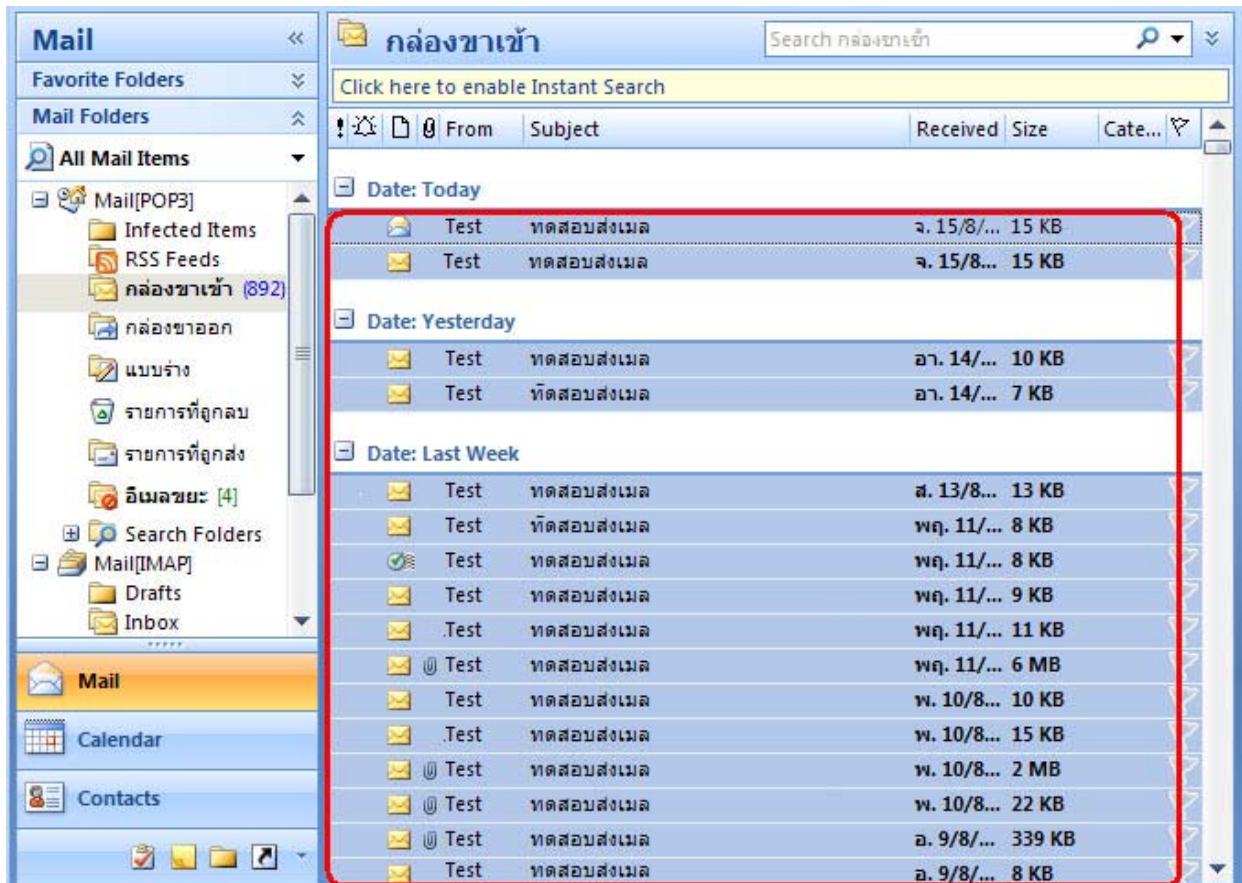 Mail
Favorite Folders
Mail Folders
All Mail Items
Mail[POP3]
Infected Items
RSS Feeds
กล่องขาเข้า (892)
กล่องขาออก
แบบร่าง
รายการที่ถูกลบ
รายการที่ถูกส่ง
อีเมลขยะ [4]
Search Folders
Mail[IMAP]
Drafts
Inbox
Mail
Calendar
Contacts
กล่องขาเข้า
Search กล่องขาเข้า
Click here to enable Instant Search
From Subject Received Size Cate...
Date: Today
Test ทดสอบส่งเมล จ. 15/8/... 15 KB
Test ทดสอบส่งเมล จ. 15/8... 15 KB
Date: Yesterday
Test ทดสอบส่งเมล อา. 14/... 10 KB
Test ทัดสอบส่งเมล อา. 14/... 7 KB
Date: Last Week
Test ทดสอบส่งเมล ส. 13/8... 13 KB
Test ทัดสอบส่งเมล พฤ. 11/... 8 KB
Test ทดสอบส่งเมล พฤ. 11/... 8 KB
Test ทดสอบส่งเมล พฤ. 11/... 9 KB
.Test ทดสอบส่งเมล พฤ. 11/... 11 KB
Test ทดสอบส่งเมล พฤ. 11/... 6 MB
Test ทดสอบส่งเมล พ. 10/8... 10 KB
.Test ทดสอบส่งเมล พ. 10/8... 15 KB
Test ทดสอบส่งเมล พ. 10/8... 2 MB
Test ทดสอบส่งเมล พ. 10/8... 22 KB
Test ทดสอบส่งเมล อ. 9/8/... 339 KB
Test ทดสอบส่งเมล อ. 9/8/... 8 KB